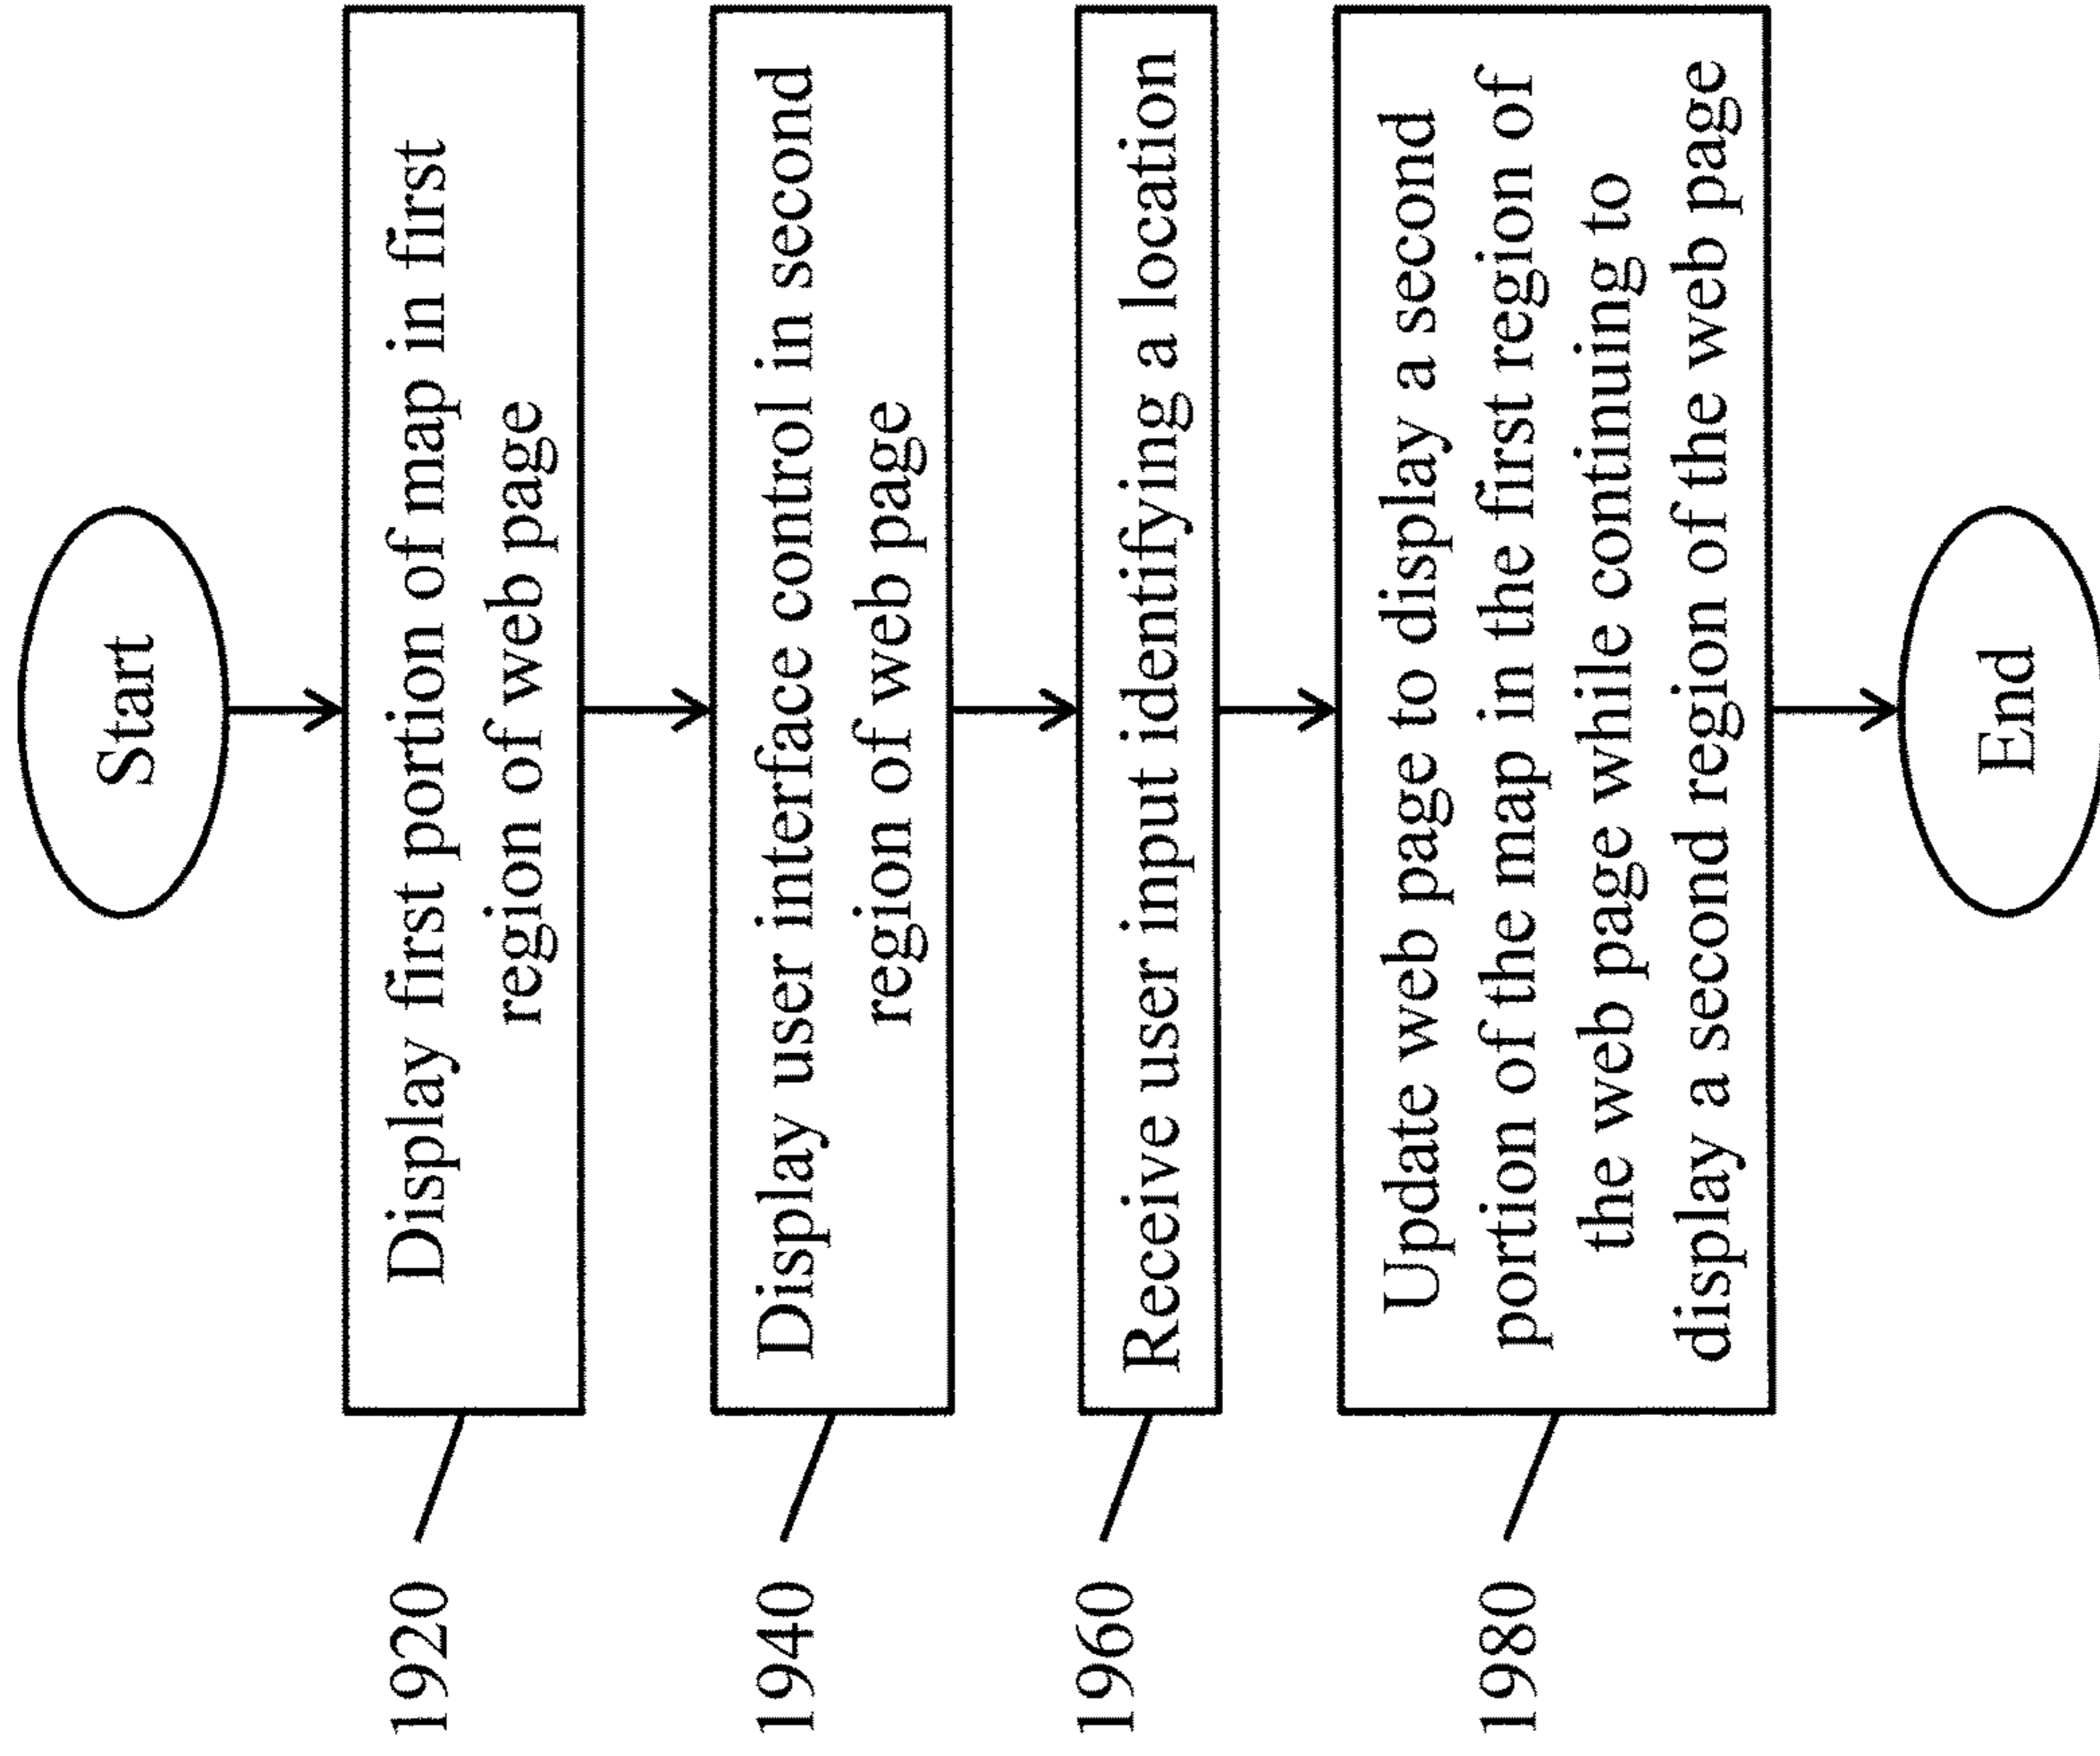 Start
1920
Display first portion of map in first
region of web page
1940
Display user interface control in second
region of web page
1960
Receive user input identifying a location
1980
Update web page to display a second
portion of the map in the first region of
the web page while continuing to
display a second region of the web page
End